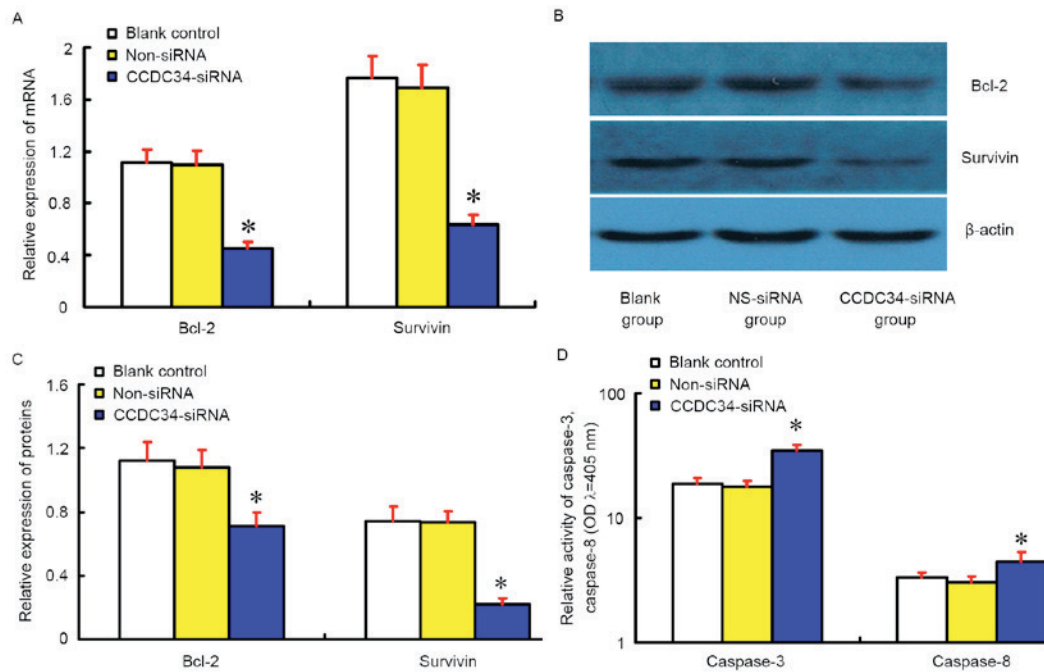 A
Blank control
Non-siRNA
CCDC34-siRNA
Relative expression of mRNA
2
1.6
1.2
0.8
0.4
0
*
*
Bcl-2
Survivin
B
Bcl-2
Survivin
β-actin
Blank
group
NS-siRNA
group
CCDC34-siRNA
group
C
Blank control
Non-siRNA
CCDC34-siRNA
Relative expression of proteins
1.6
1.2
0.8
0.4
0
*
*
Bcl-2
Survivin
D
Blank control
Non-siRNA
CCDC34-siRNA
Relative activity of caspase-3,
caspase-8 (OD λ=405 nm)
100
10
1
*
*
Caspase-3
Caspase-8